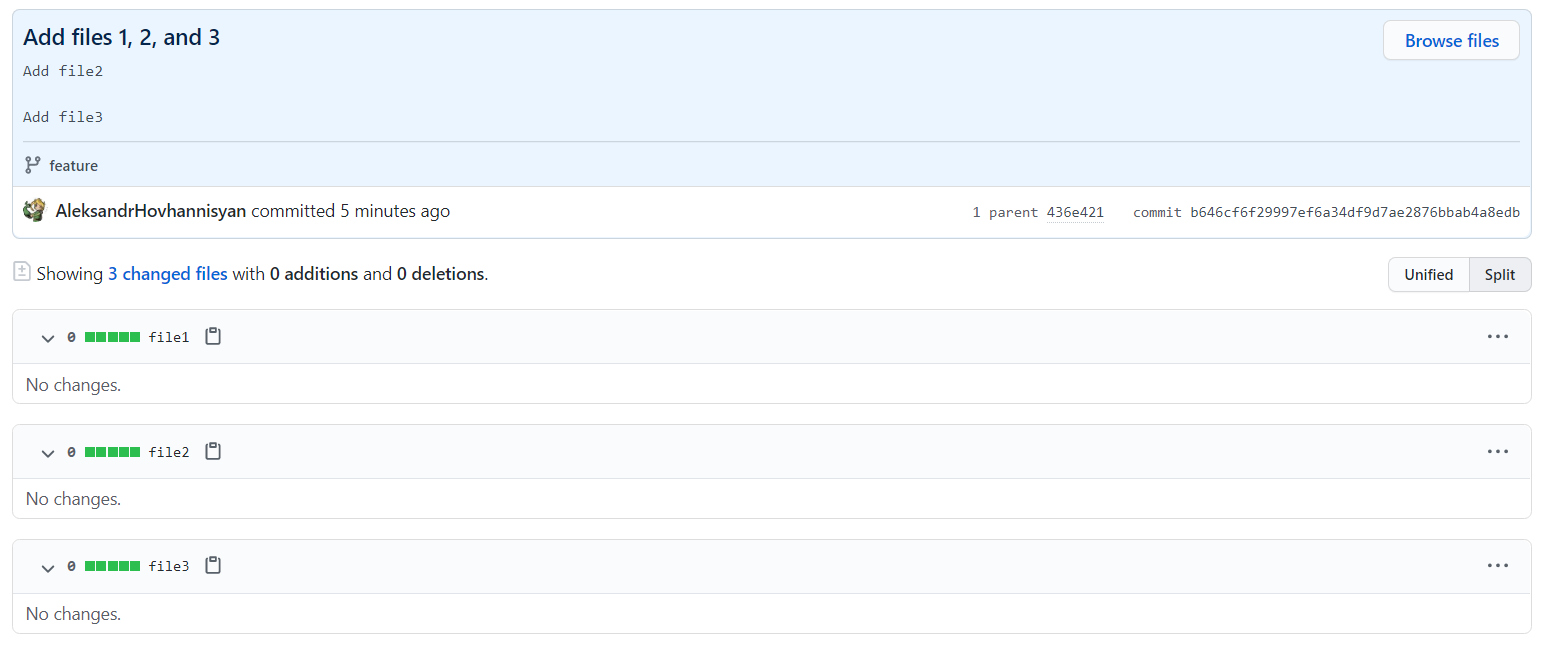 Add files 1, 2, and 3
Browse files
Add file2
Add file3
feature
AleksandrHovhannisyan committed 5 minutes ago
1 parent 436e421 commit b646cf6f29997ef6a34df9d7ae2876bbab4a8edb
Showing 3 changed files with 0 additions and 0 deletions.
Unified Split
0 file1
No changes.
0 file2
No changes.
0 file3
No changes.